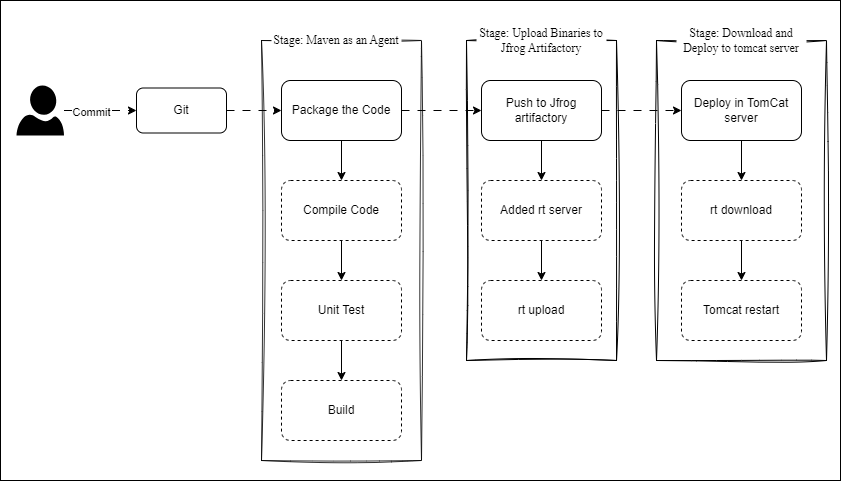 Stage: Maven as an Agent
Stage: Upload Binaries to
Jfrog Artifactory
Stage: Download and
Deploy to tomcat server
Commit
Git
Package the Code
Push to Jfrog
artifactory
Deploy in TomCat
server
Compile Code
Added rt server
rt download
Unit Test
rt upload
Tomcat restart
Build